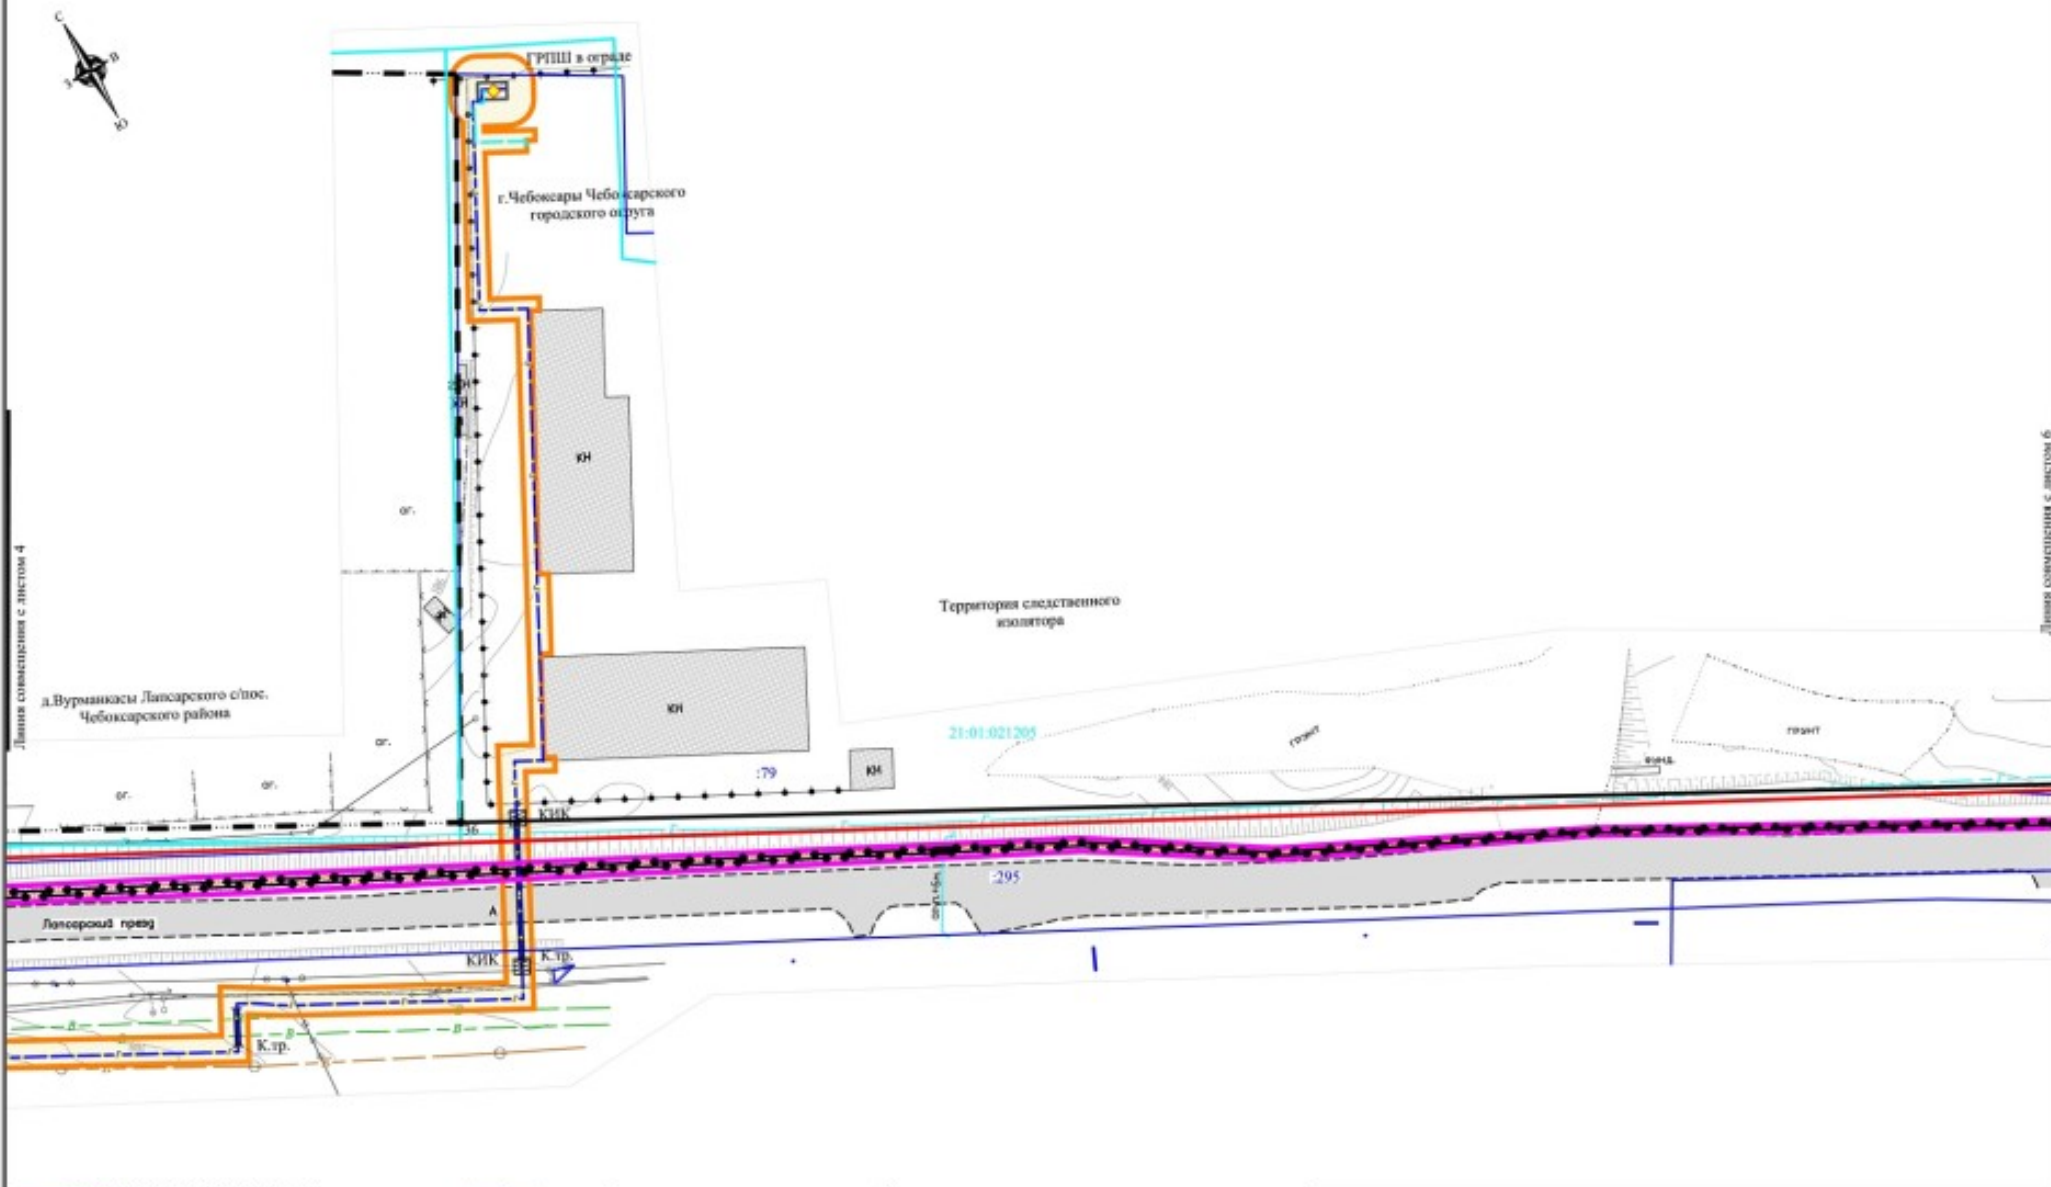 С
В
З
Ю
ГРПШ в ограде
г.Чебоксары Чебоксарского
городского округа
КН
ог.
Линия совмещения с листом 4
Линия совмещения с листом 6
Территория следственного
изолятора
д.Вурманкасы Лапсарского с/пос.
Чебоксарского района
КН
21:01:021205
грунт
грунт
ог.
:79
КН
фунд.
ог.
ог.
КИК
36
:295
А
Лапсарский проезд
КИК
К.тр.
Г
В
В
В
К.тр.
Г